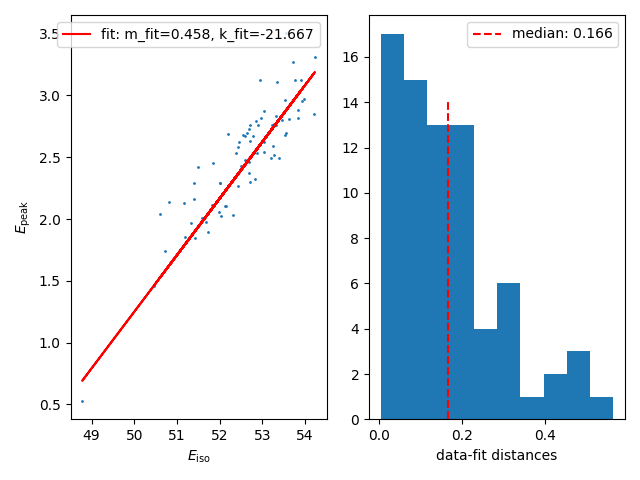 fit: m_fit=0.458, k_fit=-21.667
3.5
3.0
2.5
2.0
1.5
1.0
0.5
E_peak
49 50 51 52 53 54
E_iso
median: 0.166
16
14
12
10
8
6
4
2
0
0.0 0.2 0.4
data-fit distances